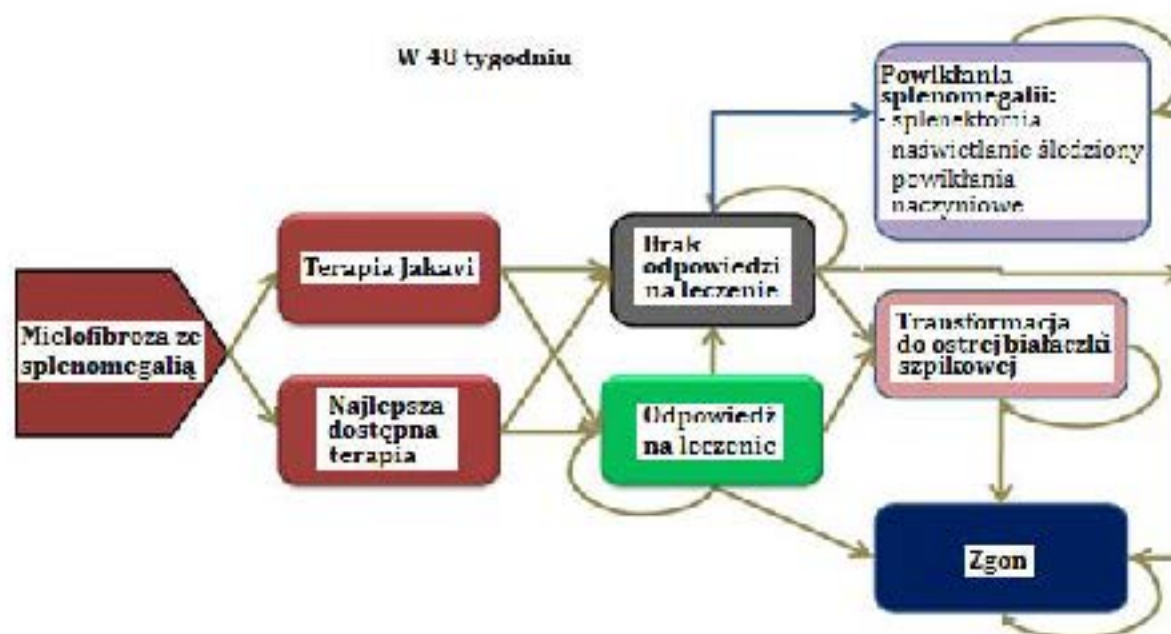 W 48 tygodniu
Powikłania
splenomegalii:
- splenektomia
naświetlanie śledziony
powikłania
naczyniowe
Terapia Jakavi
Brak
odpowiedzi
na leczenie
Mielofibroza ze
splenomegalią
Transformacja
do ostrej białaczki
szpikowej
Najlepsza
dostępna
terapia
Odpowiedź
na leczenie
Zgon